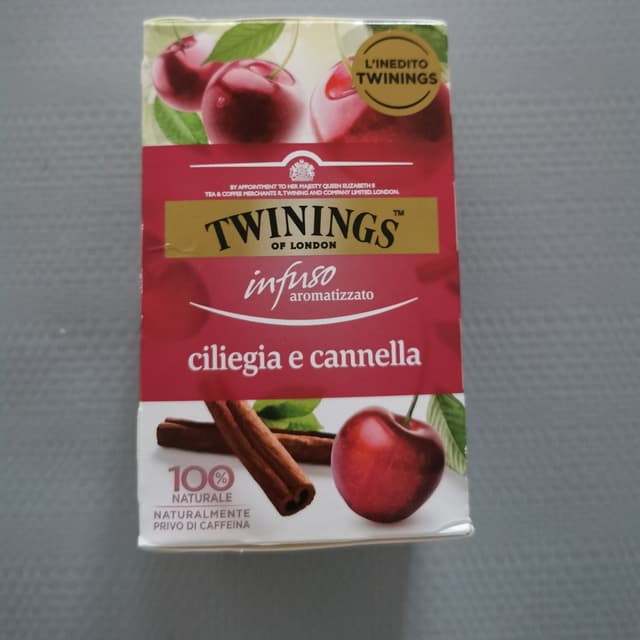 L'INEDITO
TWININGS
BY APPOINTMENT TO HER MAJESTY QUEEN ELIZABETH II
TEA & COFFEE MERCHANTS R. TWINING AND COMPANY LIMITED, LONDON.
TWININGS™
OF LONDON
infuso
aromatizzato
ciliegia e cannella
100%
NATURALE
NATURALMENTE
PRIVO DI CAFFEINA